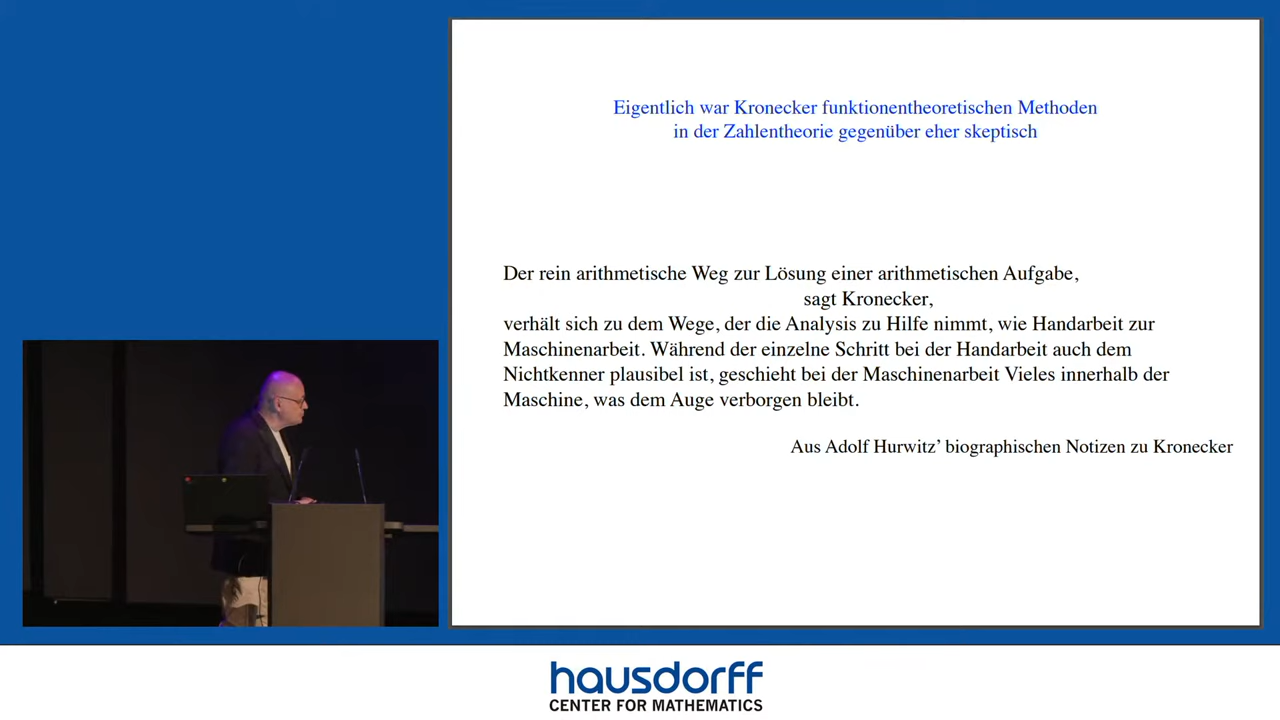 Eigentlich war Kronecker funktionentheoretischen Methoden
in der Zahlentheorie gegenüber eher skeptisch
Der rein arithmetische Weg zur Lösung einer arithmetischen Aufgabe,
sagt Kronecker,
verhält sich zu dem Wege, der die Analysis zu Hilfe nimmt, wie Handarbeit zur
Maschinenarbeit. Während der einzelne Schritt bei der Handarbeit auch dem
Nichtkenner plausibel ist, geschieht bei der Maschinenarbeit Vieles innerhalb der
Maschine, was dem Auge verborgen bleibt.
Aus Adolf Hurwitz’ biographischen Notizen zu Kronecker
hausdorff
CENTER FOR MATHEMATICS